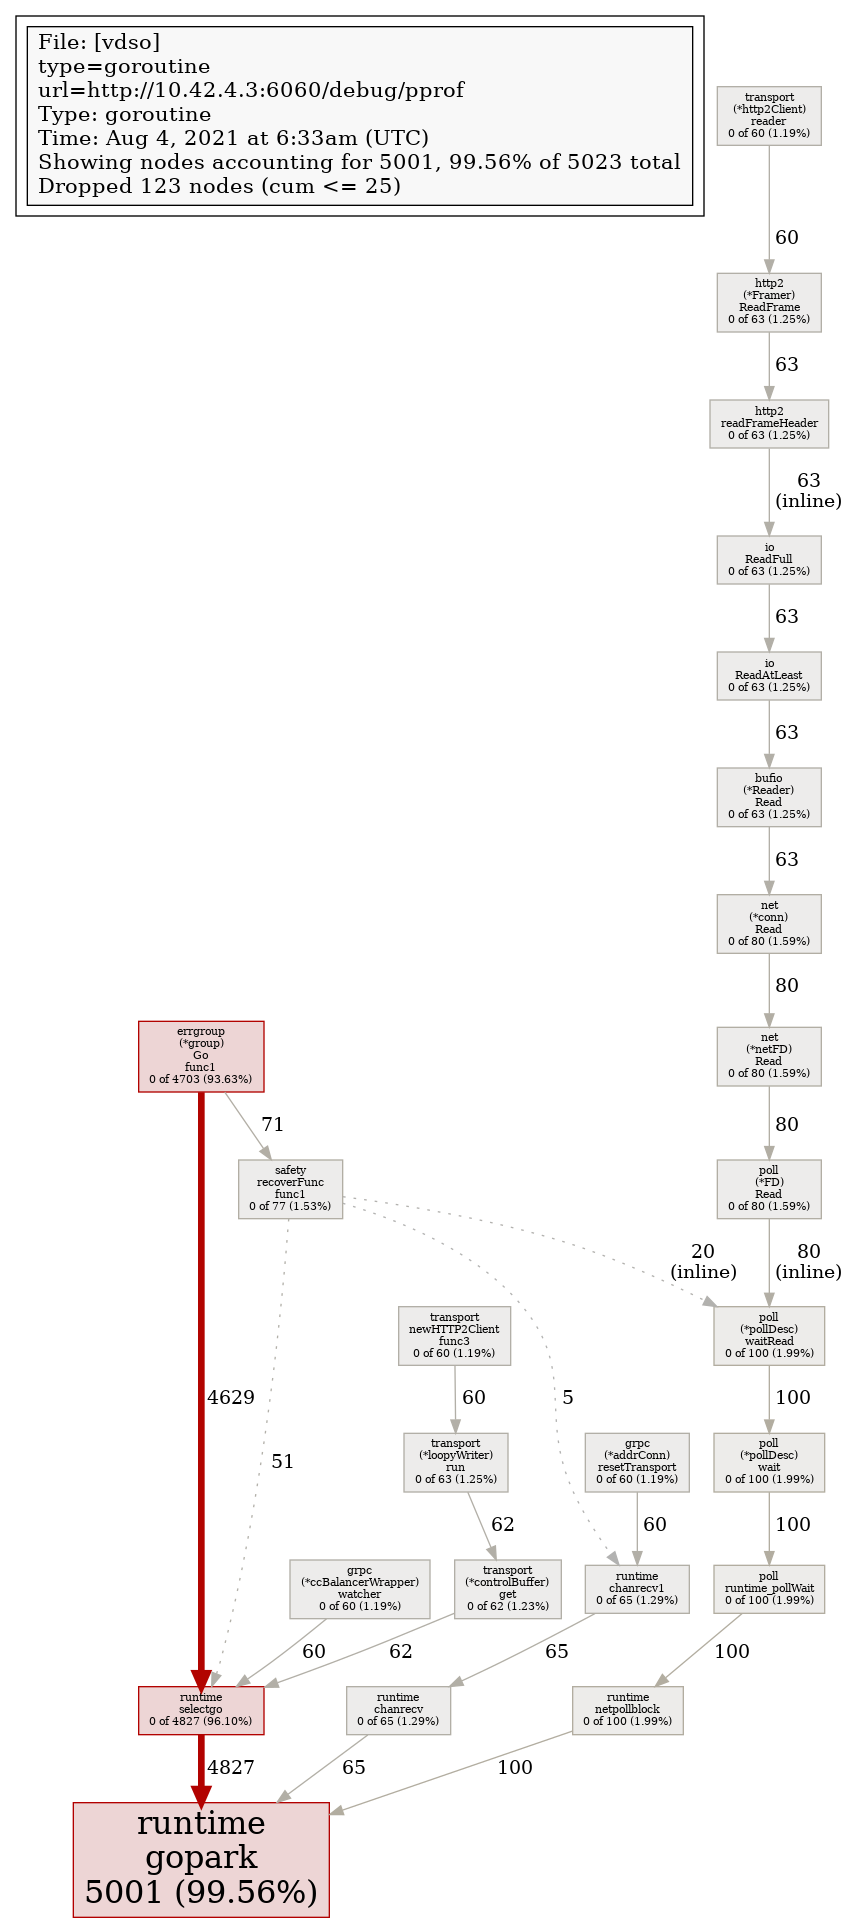 File: [vdso]
type=goroutine
url=http://10.42.4.3:6060/debug/pprof
Type: goroutine
Time: Aug 4, 2021 at 6:33am (UTC)
Showing nodes accounting for 5001, 99.56% of 5023 total
Dropped 123 nodes (cum <= 25)
transport
(*http2Client)
reader
0 of 60 (1.19%)
60
http2
(*Framer)
ReadFrame
0 of 63 (1.25%)
63
http2
readFrameHeader
0 of 63 (1.25%)
63
(inline)
io
ReadFull
0 of 63 (1.25%)
63
io
ReadAtLeast
0 of 63 (1.25%)
63
bufio
(*Reader)
Read
0 of 63 (1.25%)
63
net
(*conn)
Read
0 of 80 (1.59%)
80
net
(*netFD)
Read
0 of 80 (1.59%)
80
poll
(*FD)
Read
0 of 80 (1.59%)
80
(inline)
errgroup
(*group)
Go
func1
0 of 4703 (93.63%)
71
safety
recoverFunc
func1
0 of 77 (1.53%)
20
(inline)
poll
(*pollDesc)
waitRead
0 of 100 (1.99%)
transport
newHTTP2Client
func3
0 of 60 (1.19%)
4629
51
60
5
100
transport
(*loopyWriter)
run
0 of 63 (1.25%)
grpc
(*addrConn)
resetTransport
0 of 60 (1.19%)
poll
(*pollDesc)
wait
0 of 100 (1.99%)
62
60
100
grpc
(*ccBalancerWrapper)
watcher
0 of 60 (1.19%)
transport
(*controlBuffer)
get
0 of 62 (1.23%)
runtime
chanrecv1
0 of 65 (1.29%)
poll
runtime_pollWait
0 of 100 (1.99%)
60
62
65
100
runtime
selectgo
0 of 4827 (96.10%)
runtime
chanrecv
0 of 65 (1.29%)
runtime
netpollblock
0 of 100 (1.99%)
4827
65
100
runtime
gopark
5001 (99.56%)